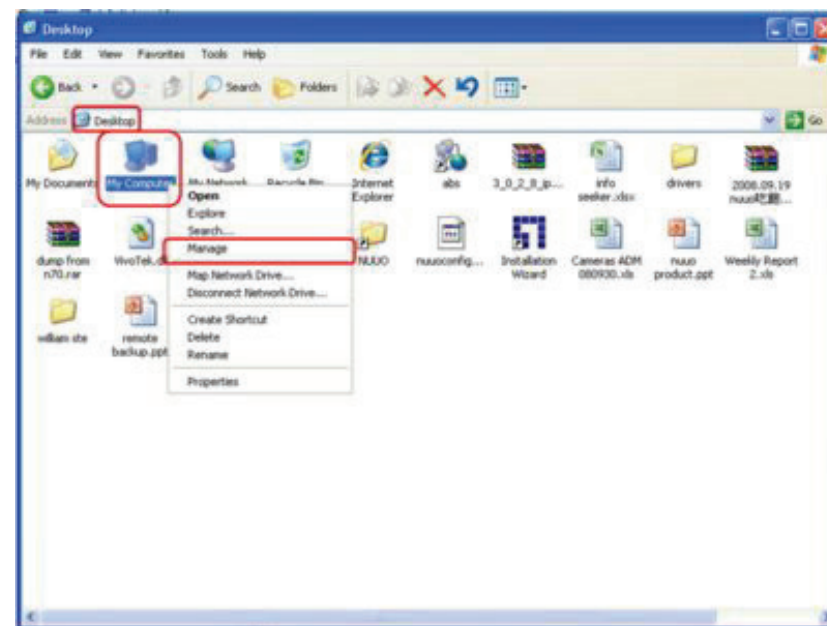 Desktop
File Edit View Favorites Tools Help
Back Search Folders
Address Desktop Go
My Documents My Computer My Network Recycle Bin Internet Explorer abs 3_0_2_8_ip... info seeker.xlsx drivers 2008.09.19
Open
Explore
Search...
Manage
Map Network Drive...
Disconnect Network Drive...
Create Shortcut
Delete
Rename
Properties
dump from n70.rar VivoTek.d NUUO nuuoconfig... Installation Wizard Cameras ADM 080930.xls nuuo product.ppt Weekly Report 2.xls
william ste remote backup.ppt